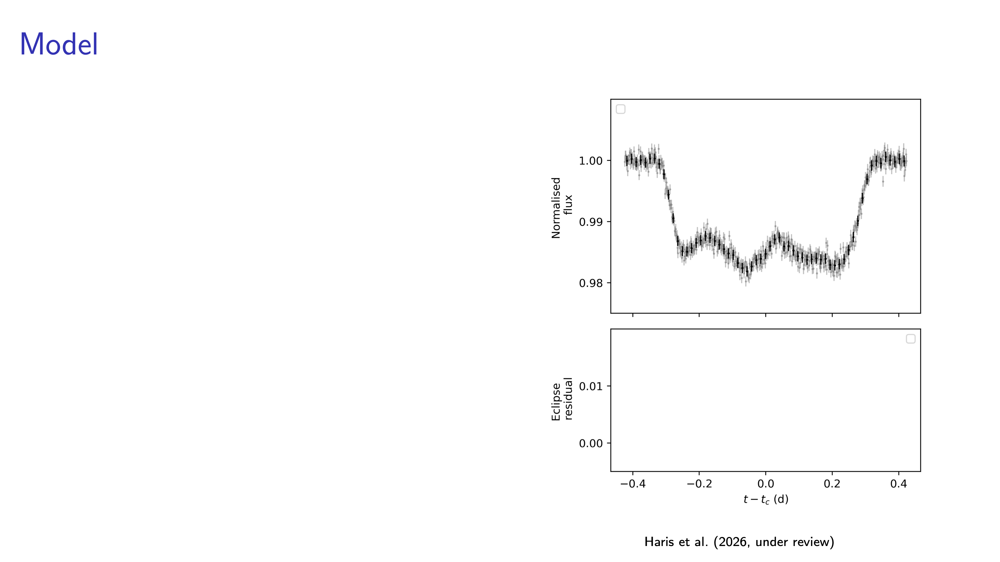 Model
Normalised
flux
1.00
0.99
0.98
Eclipse
residual
0.01
0.00
−0.4
−0.2
0.0
0.2
0.4
t − tc (d)
Haris et al. (2026, under review)